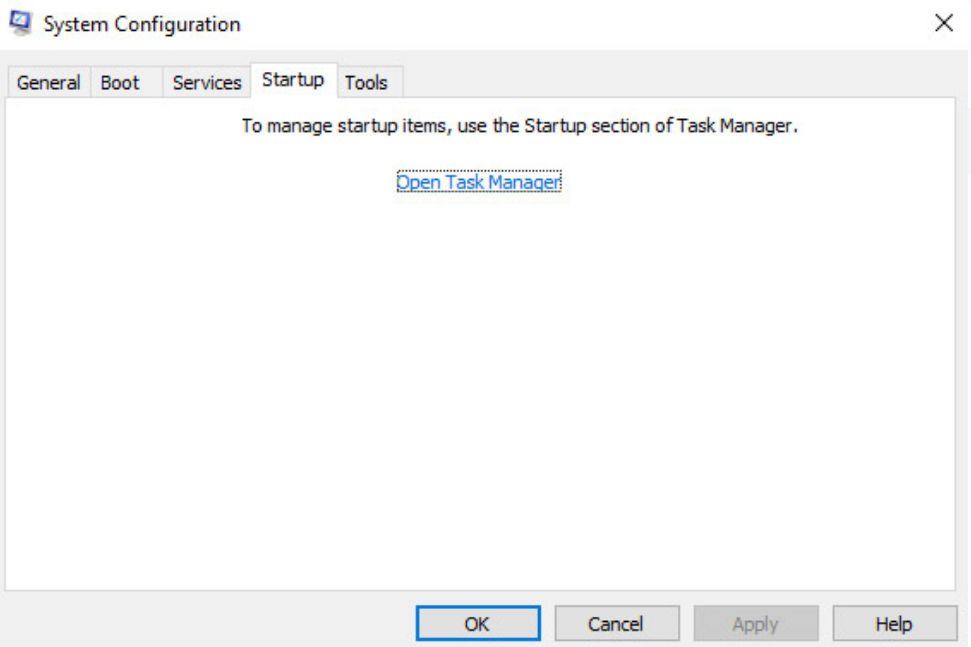 System Configuration
General Boot Services Startup Tools
To manage startup items, use the Startup section of Task Manager.
Open Task Manager
OK Cancel Apply Help